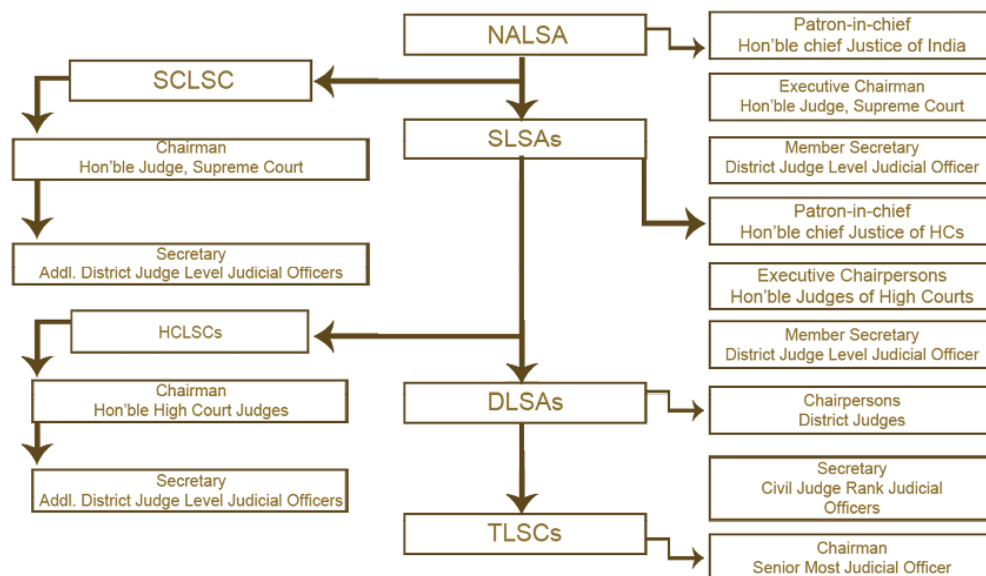 NALSA
Patron-in-chief
Hon'ble chief Justice of India
SCLSC
Executive Chairman
Hon'ble Judge, Supreme Court
SLSAs
Chairman
Hon'ble Judge, Supreme Court
Member Secretary
District Judge Level Judicial Officer
Patron-in-chief
Hon'ble chief Justice of HCs
Secretary
Addl. District Judge Level Judicial Officers
Executive Chairpersons
Hon'ble Judges of High Courts
HCLSCs
Member Secretary
District Judge Level Judicial Officer
Chairman
Hon'ble High Court Judges
DLSAs
Chairpersons
District Judges
Secretary
Addl. District Judge Level Judicial Officers
Secretary
Civil Judge Rank Judicial
Officers
TLSCs
Chairman
Senior Most Judicial Officer